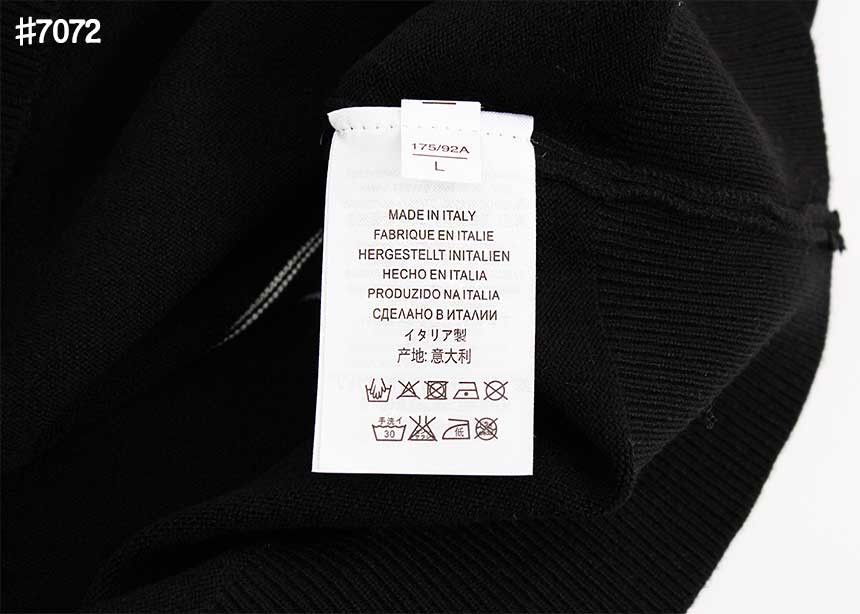 #7072
175/92A
L
MADE IN ITALY
FABRIQUE EN ITALIE
HERGESTELLT INITALIEN
HECHO EN ITALIA
PRODUZIDO NA ITALIA
СДЕЛАНО В ИТАЛИИ
イタリア製
产地: 意大利
手洗イ
30
低